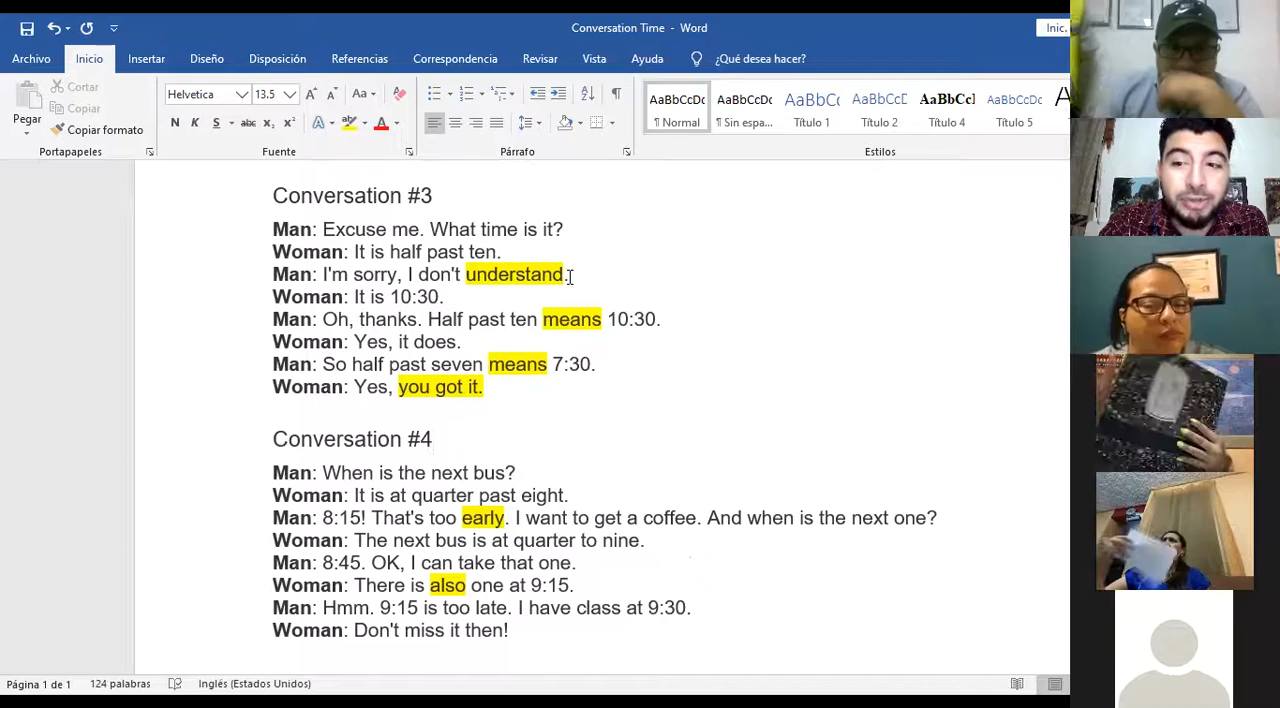 Conversation Time - Word
Inic.
Archivo Inicio Insertar Diseño Disposición Referencias Correspondencia Revisar Vista Ayuda ¿Qué desea hacer?
Pegar
Cortar
Copiar
Copiar formato
Portapapeles
Helvetica 13.5
N K S abc x₂ x²
Fuente
Párrafo
AaBbCcDc AaBbCcDc AaBbC AaBbCcD AaBbCcI AaBbCcDc
¶ Normal ¶ Sin espa... Título 1 Título 2 Título 4 Título 5
Estilos
Conversation #3
Man: Excuse me. What time is it?
Woman: It is half past ten.
Man: I'm sorry, I don't understand.
Woman: It is 10:30.
Man: Oh, thanks. Half past ten means 10:30.
Woman: Yes, it does.
Man: So half past seven means 7:30.
Woman: Yes, you got it.
Conversation #4
Man: When is the next bus?
Woman: It is at quarter past eight.
Man: 8:15! That's too early. I want to get a coffee. And when is the next one?
Woman: The next bus is at quarter to nine.
Man: 8:45. OK, I can take that one.
Woman: There is also one at 9:15.
Man: Hmm. 9:15 is too late. I have class at 9:30.
Woman: Don't miss it then!
Página 1 de 1 124 palabras Inglés (Estados Unidos)